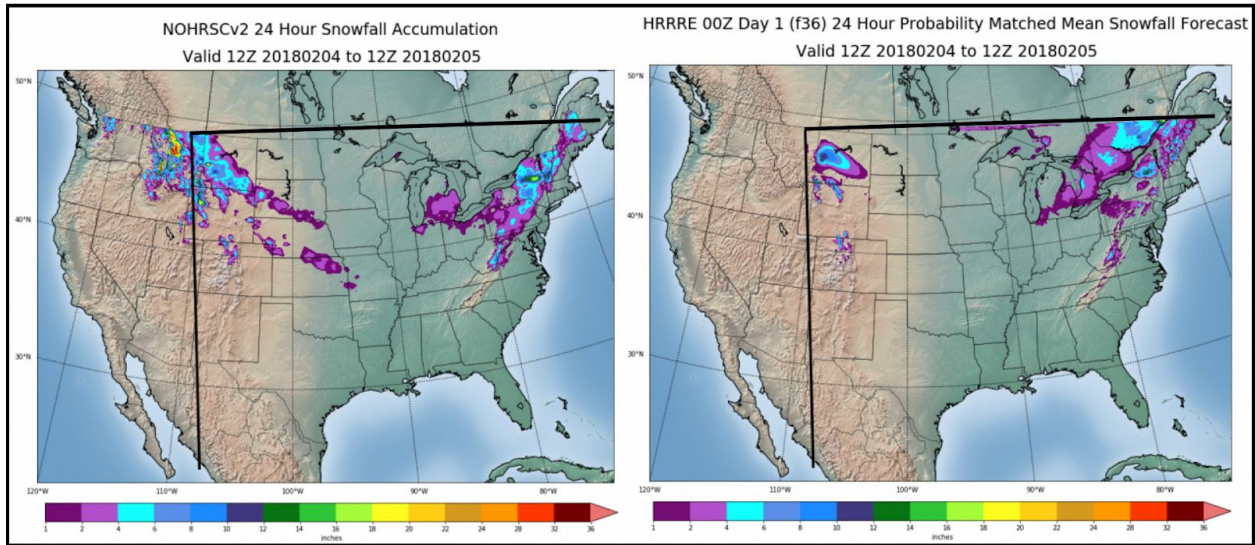 NOHRSCv2 24 Hour Snowfall Accumulation
Valid 12Z 20180204 to 12Z 20180205
50°N
40°N
30°N
120°W 110°W 100°W 90°W 80°W
1 2 4 6 8 10 12 14 16 18 20 22 24 28 32 36
inches
HRRRE 00Z Day 1 (f36) 24 Hour Probability Matched Mean Snowfall Forecast
Valid 12Z 20180204 to 12Z 20180205
50°N
40°N
30°N
120°W 110°W 100°W 90°W 80°W
1 2 4 6 8 10 12 14 16 18 20 22 24 28 32 36
inches